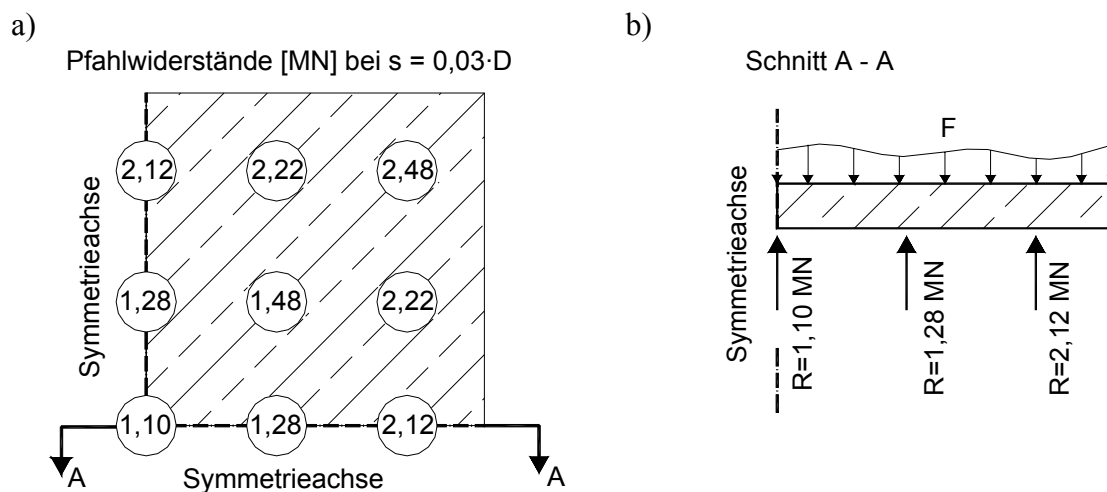 a)
Pfahlwiderstände [MN] bei s = 0,03·D
2,12 2,22 2,48
1,28 1,48 2,22
1,10 1,28 2,12
Symmetrieachse
A A
Symmetrieachse
b)
Schnitt A - A
F
Symmetrieachse
R=1,10 MN
R=1,28 MN
R=2,12 MN